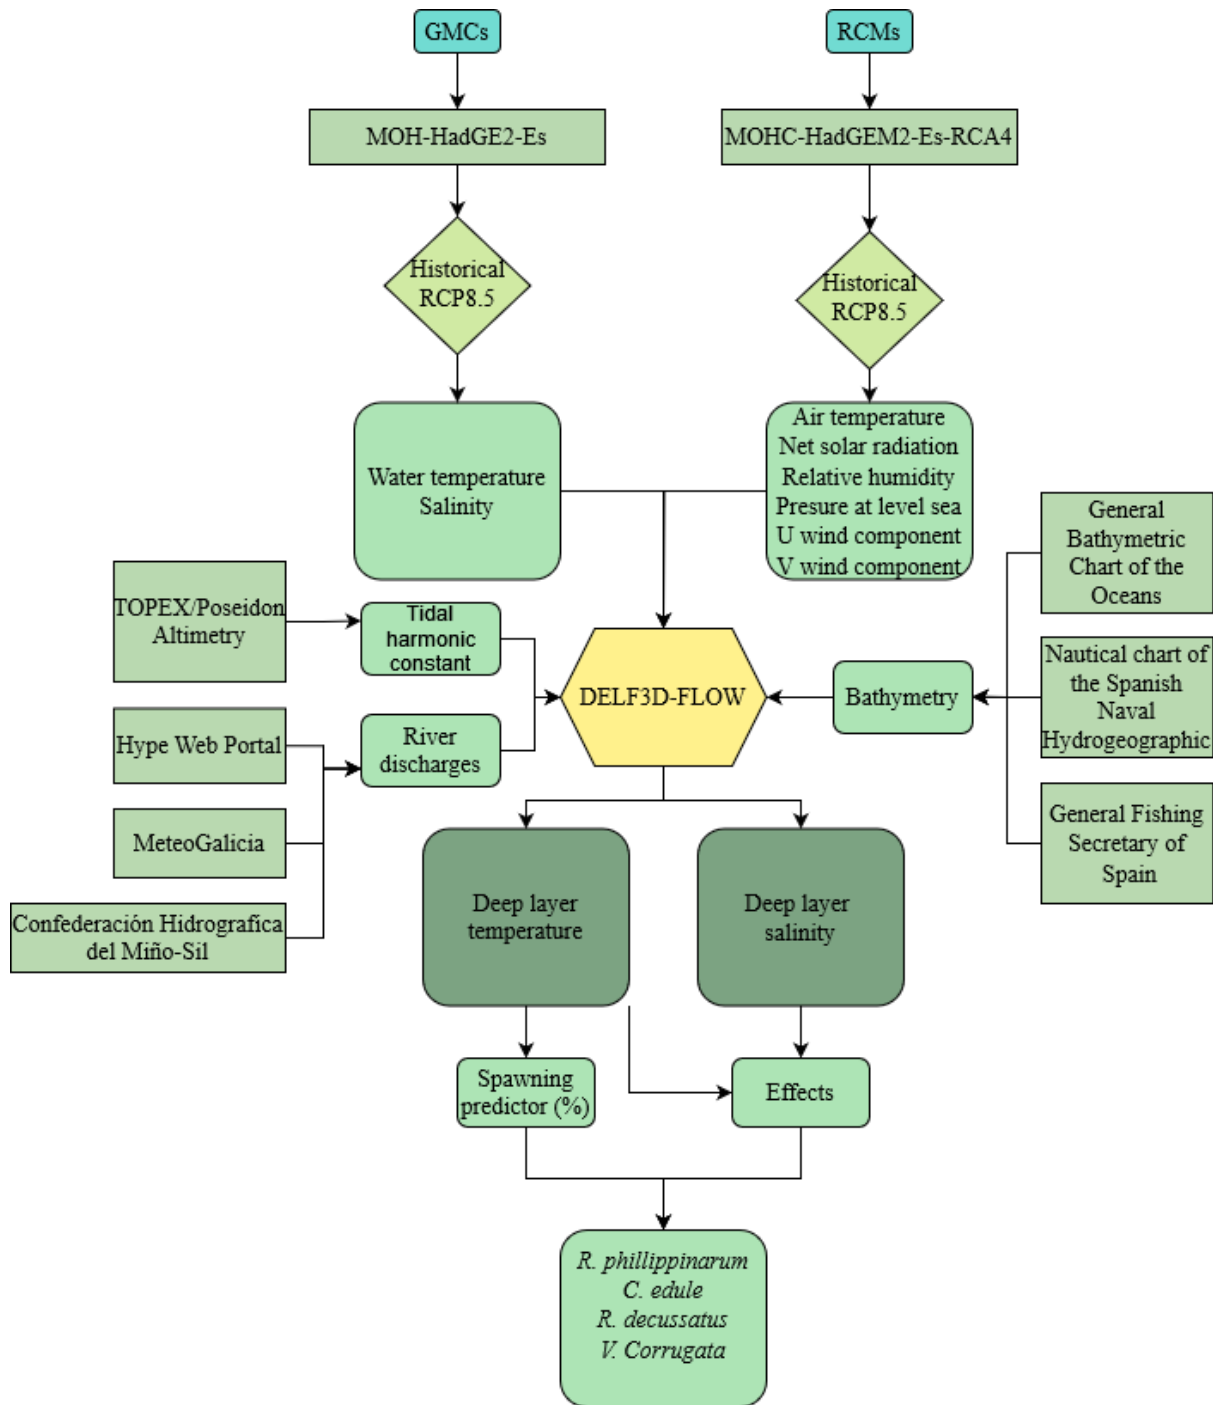 GMCs
RCMs
MOH-HadGE2-Es
MOHC-HadGEM2-Es-RCA4
Historical
RCP8.5
Historical
RCP8.5
Water temperature
Salinity
Air temperature
Net solar radiation
Relative humidity
Presure at level sea
U wind component
V wind component
General
Bathymetric
Chart of the
Oceans
TOPEX/Poseidon
Altimetry
Tidal
harmonic
constant
DELF3D-FLOW
Bathymetry
Nautical chart of
the Spanish
Naval
Hydrogeographic
Hype Web Portal
River
discharges
MeteoGalicia
General Fishing
Secretary of
Spain
Confederación Hidrografíca
del Miño-Sil
Deep layer
temperature
Deep layer
salinity
Spawning
predictor (%)
Effects
R. phillippinarum
C. edule
R. decussatus
V. Corrugata